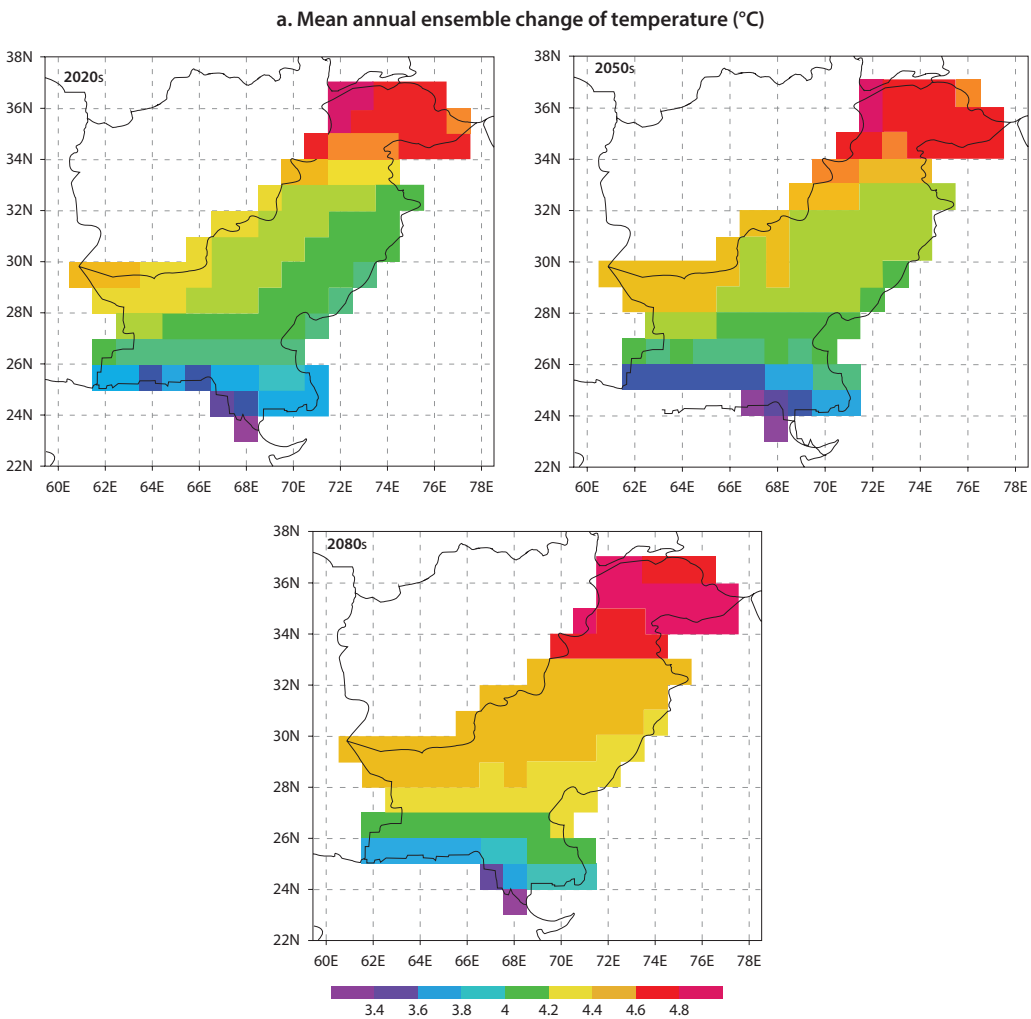 a. Mean annual ensemble change of temperature (°C)
38N
36N
34N
32N
30N
28N
26N
24N
22N
2020s
60E 62E 64E 66E 68E 70E 72E 74E 76E 78E
38N
36N
34N
32N
30N
28N
26N
24N
22N
2050s
60E 62E 64E 66E 68E 70E 72E 74E 76E 78E
38N
36N
34N
32N
30N
28N
26N
24N
22N
2080s
60E 62E 64E 66E 68E 70E 72E 74E 76E 78E
3.4 3.6 3.8 4 4.2 4.4 4.6 4.8